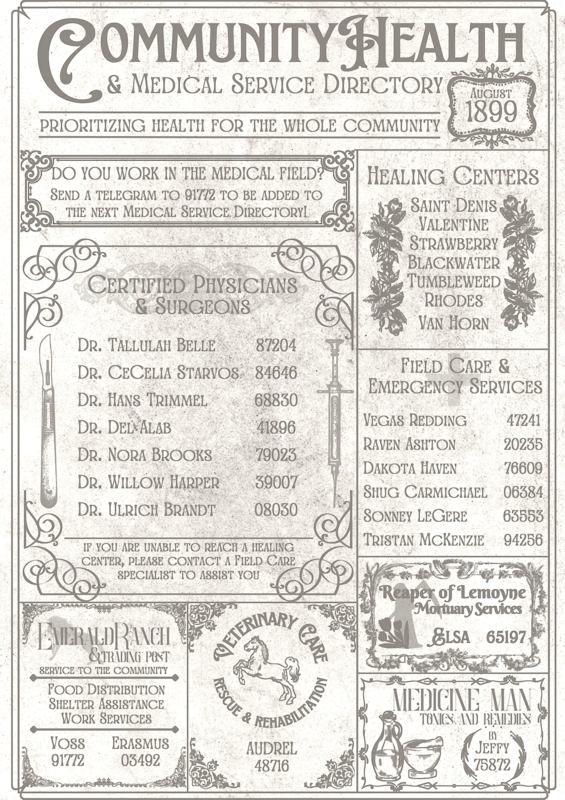 Community Health
& Medical Service Directory
August
1899
Prioritizing health for the whole community
Do you work in the medical field?
Send a telegram to 91772 to be added to
the next Medical Service Directory!
Certified Physicians
& Surgeons
Dr. Tallulah Belle 87204
Dr. CeCelia Starvos 84646
Dr. Hans Trimmel 68830
Dr. Del Alab 41896
Dr. Nora Brooks 79023
Dr. Willow Harper 39007
Dr. Ulrich Brandt 08030
If you are unable to reach a healing
center, please contact a Field Care
specialist to assist you
Healing Centers
Saint Denis
Valentine
Strawberry
Blackwater
Tumbleweed
Rhodes
Van Horn
Field Care &
Emergency Services
Vegas Redding 47241
Raven Ashton 20235
Dakota Haven 76609
Shug Carmichael 06384
Sonney LeGere 63553
Tristan McKenzie 94256
Emerald Ranch
& Trading Post
Service to the community
Food Distribution
Shelter Assistance
Work Services
Voss Erasmus
91772 03492
Veterinary Care
Rescue & Rehabilitation
Audrel
48716
Reaper of Lemoyne
Mortuary Services
Elsa 65197
Medicine Man
Tonics and Remedies
by
Jeffy
75872